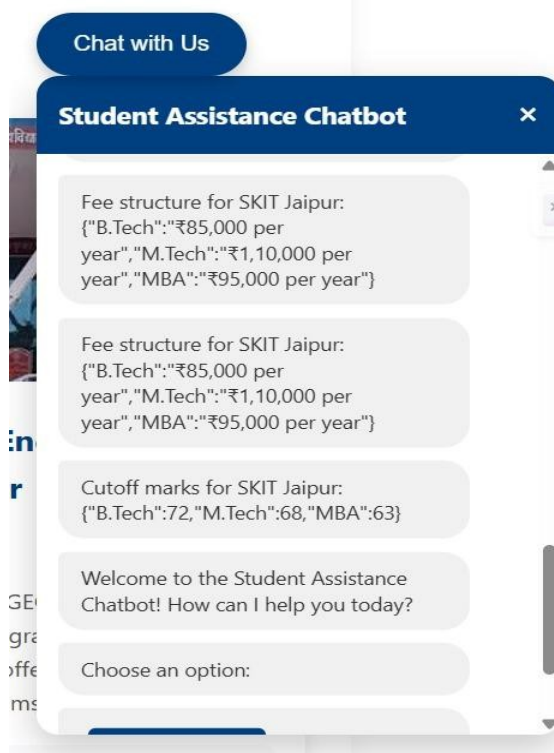 Chat with Us
Student Assistance Chatbot
×
Fee structure for SKIT Jaipur:
{"B.Tech":"₹85,000 per
year","M.Tech":"₹1,10,000 per
year","MBA":"₹95,000 per year"}
Fee structure for SKIT Jaipur:
{"B.Tech":"₹85,000 per
year","M.Tech":"₹1,10,000 per
year","MBA":"₹95,000 per year"}
Cutoff marks for SKIT Jaipur:
{"B.Tech":72,"M.Tech":68,"MBA":63}
Welcome to the Student Assistance
Chatbot! How can I help you today?
Choose an option: